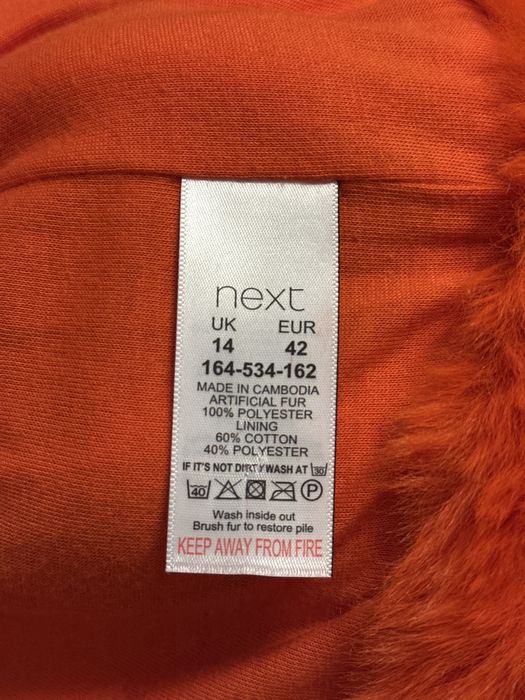 next
UK EUR
14 42
164-534-162
MADE IN CAMBODIA
ARTIFICIAL FUR
100% POLYESTER
LINING
60% COTTON
40% POLYESTER
IF IT'S NOT DIRTY WASH AT 30
40 P
Wash inside out
Brush fur to restore pile
KEEP AWAY FROM FIRE